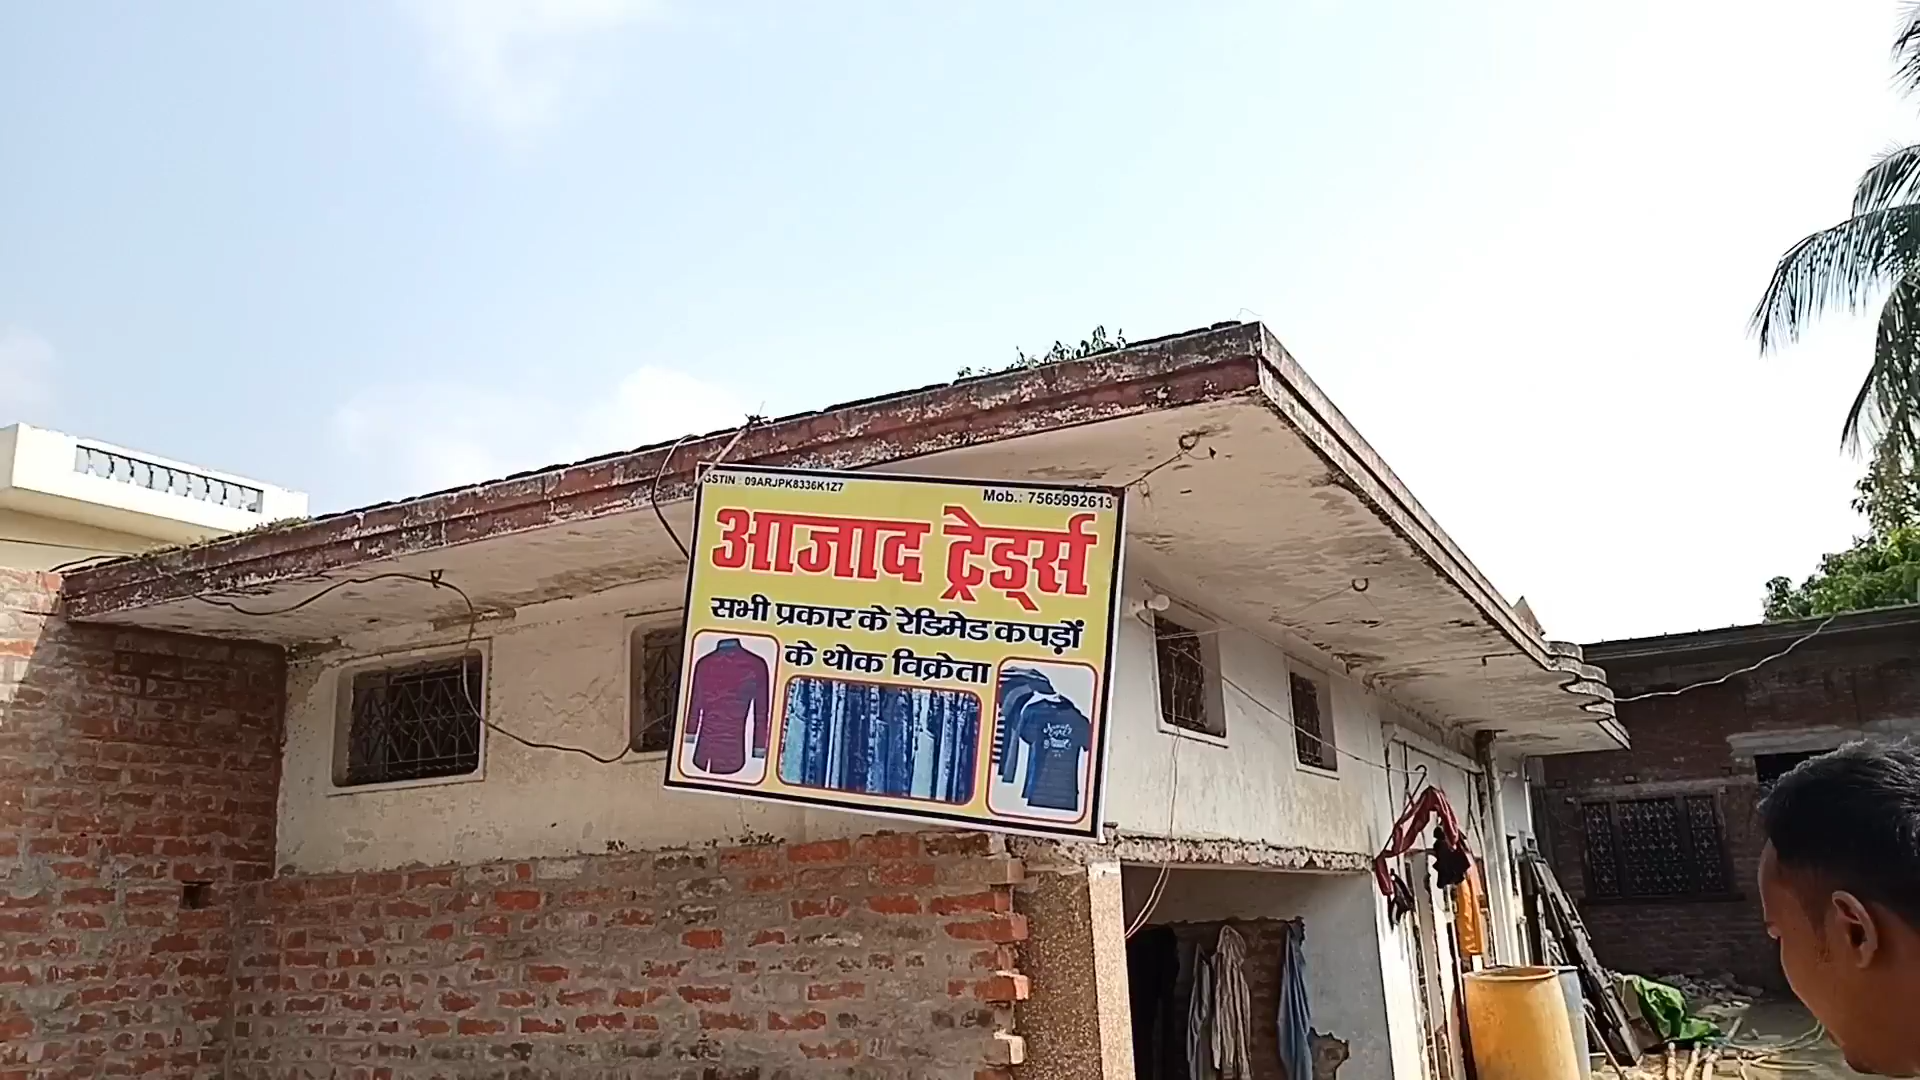 GSTIN : 09ARJPK8336K1Z7
Mob.: 7565992613
आजाद ट्रेडर्स
सभी प्रकार के रेडिमेड कपड़ों
के थोक विक्रेता